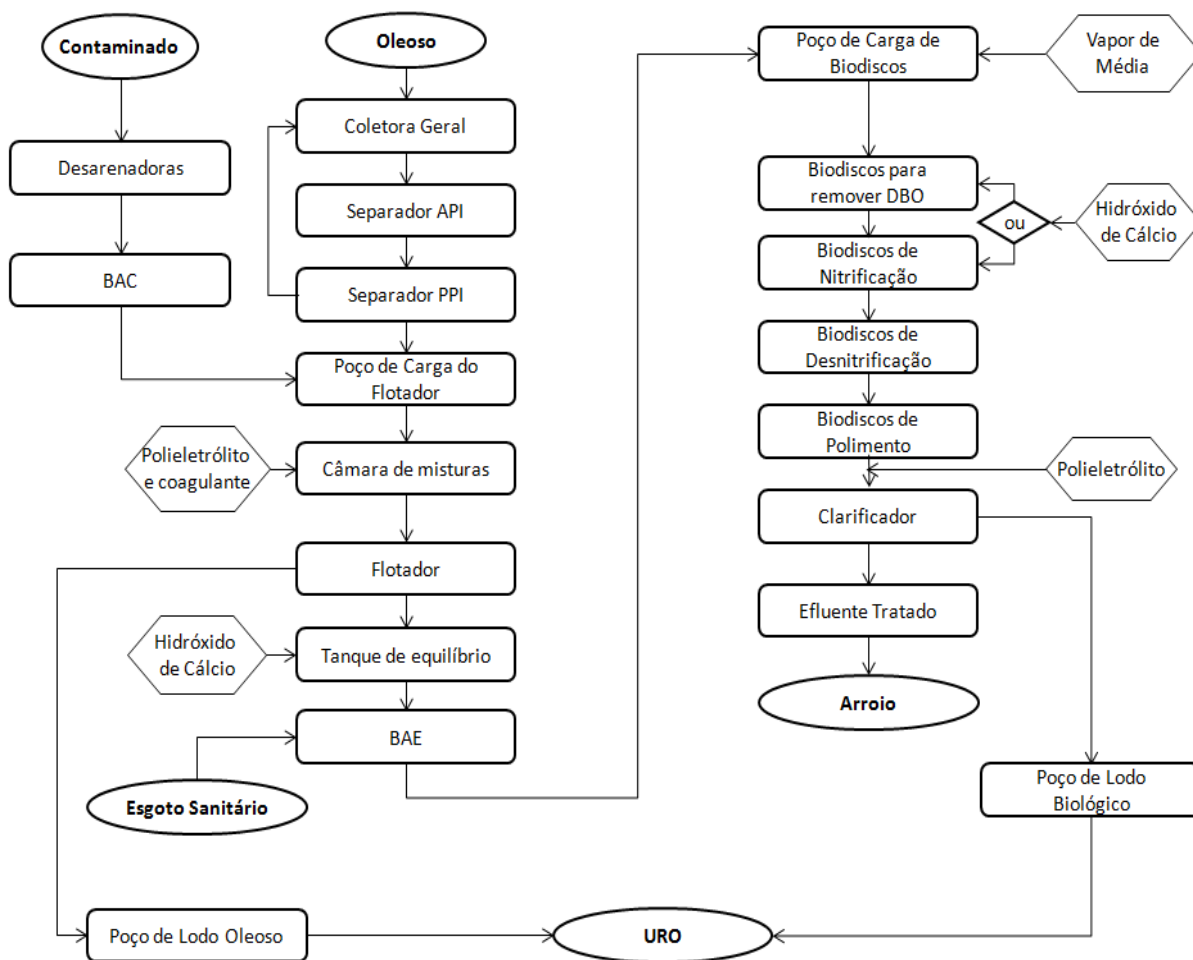 Contaminado
Desarenadoras
BAC
Oleoso
Coletora Geral
Separador API
Separador PPI
Poço de Carga do
Flotador
Polieletrólito
e coagulante
Câmara de misturas
Flotador
Hidróxido
de Cálcio
Tanque de equilíbrio
BAE
Esgoto Sanitário
Poço de Lodo Oleoso
URO
Poço de Carga de
Biodiscos
Vapor de
Média
Biodiscos para
remover DBO
ou
Hidróxido
de Cálcio
Biodiscos de
Nitrificação
Biodiscos de
Desnitrificação
Biodiscos de
Polimento
Polieletrólito
Clarificador
Efluente Tratado
Arroio
Poço de Lodo
Biológico